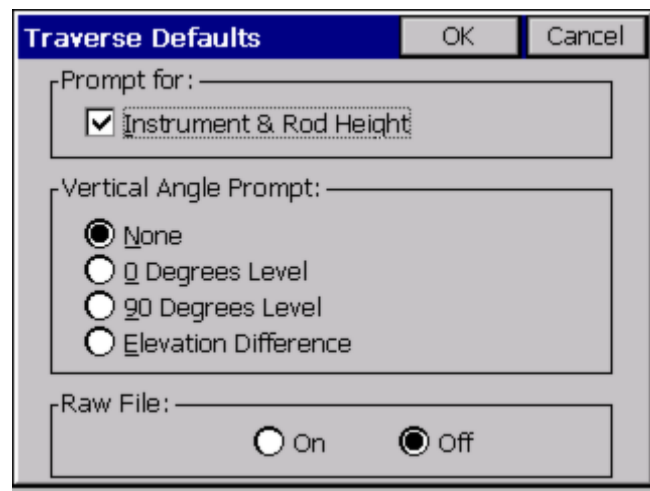 Traverse Defaults OK Cancel
Prompt for:
Instrument & Rod Height
Vertical Angle Prompt:
None
0 Degrees Level
90 Degrees Level
Elevation Difference
Raw File:
On Off